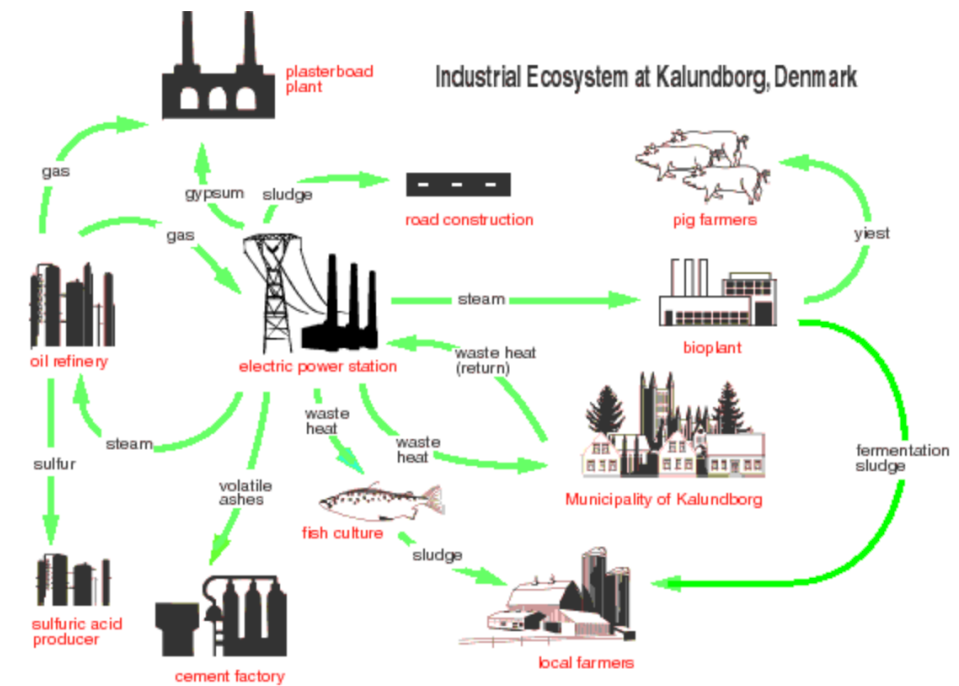 plasterboad
plant
Industrial Ecosystem at Kalundborg, Denmark
gas
gypsum
sludge
road construction
pig farmers
gas
yiest
steam
oil refinery
electric power station
waste heat
(return)
bioplant
steam
waste
heat
waste
heat
sulfur
fermentation
sludge
volatile
ashes
Municipality of Kalundborg
fish culture
sludge
sulfuric acid
producer
cement factory
local farmers